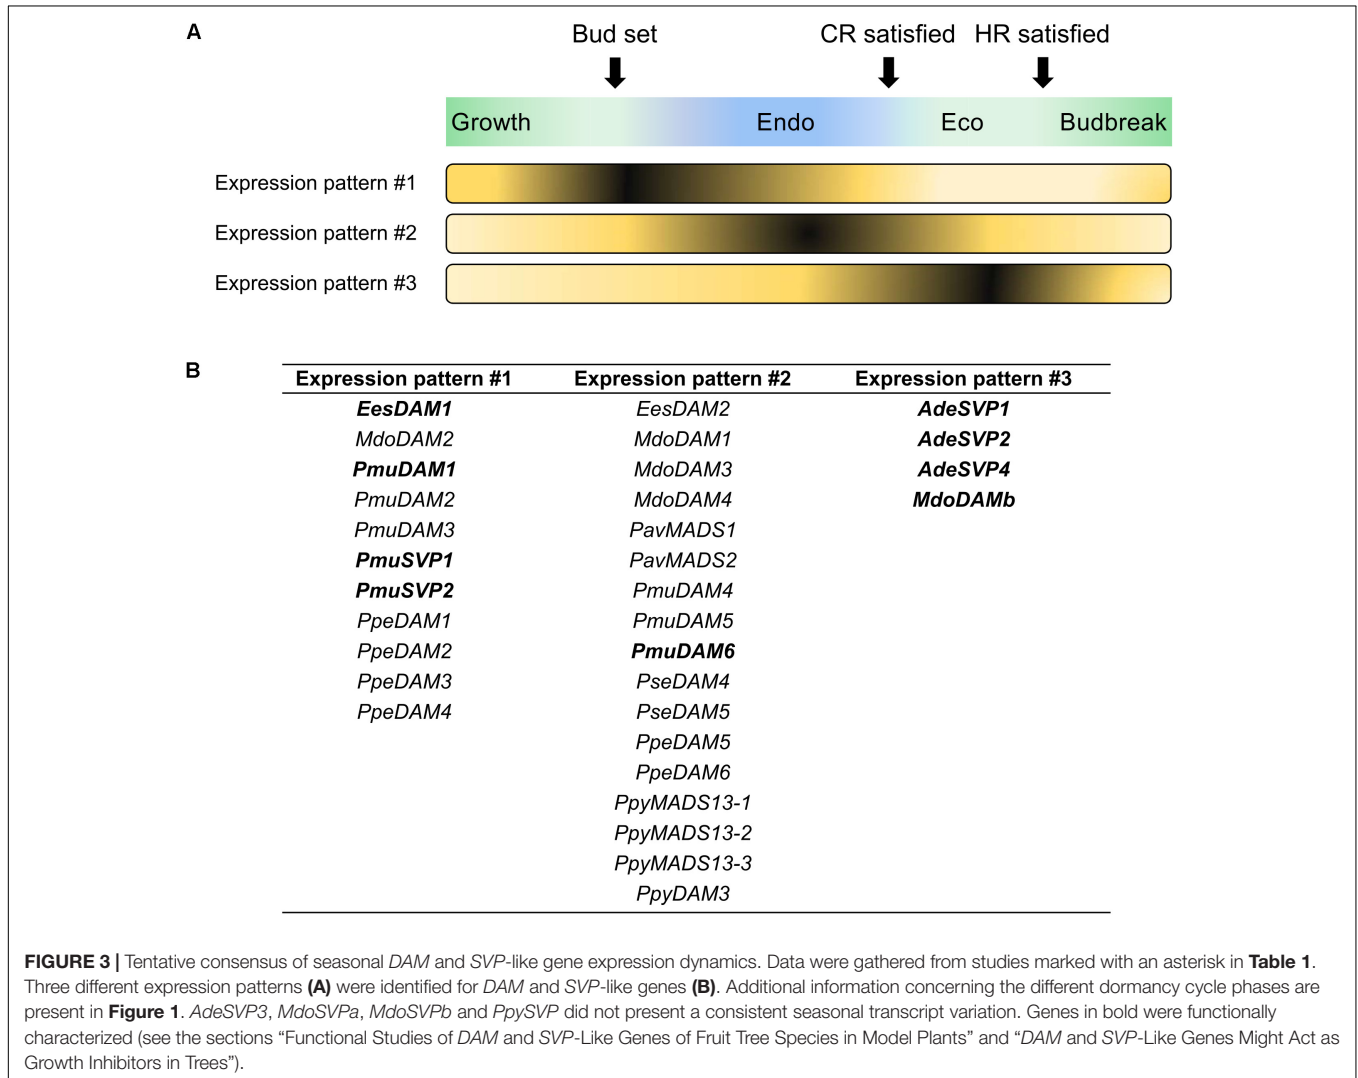 A
Bud set CR satisfied HR satisfied
Growth Endo Eco Budbreak
Expression pattern #1
Expression pattern #2
Expression pattern #3
B
Expression pattern #1 Expression pattern #2 Expression pattern #3
EesDAM1 EesDAM2 AdeSVP1
MdoDAM2 MdoDAM1 AdeSVP2
PmuDAM1 MdoDAM3 AdeSVP4
PmuDAM2 MdoDAM4 MdoDAMb
PmuDAM3 PavMADS1
PmuSVP1 PavMADS2
PmuSVP2 PmuDAM4
PpeDAM1 PmuDAM5
PpeDAM2 PmuDAM6
PpeDAM3 PseDAM4
PpeDAM4 PseDAM5
PpeDAM5
PpeDAM6
PpyMADS13-1
PpyMADS13-2
PpyMADS13-3
PpyDAM3
FIGURE 3 | Tentative consensus of seasonal DAM and SVP-like gene expression dynamics. Data were gathered from studies marked with an asterisk in Table 1.
Three different expression patterns (A) were identified for DAM and SVP-like genes (B). Additional information concerning the different dormancy cycle phases are
present in Figure 1. AdeSVP3, MdoSVPa, MdoSVPb and PpySVP did not present a consistent seasonal transcript variation. Genes in bold were functionally
characterized (see the sections “Functional Studies of DAM and SVP-Like Genes of Fruit Tree Species in Model Plants” and “DAM and SVP-Like Genes Might Act as
Growth Inhibitors in Trees”).